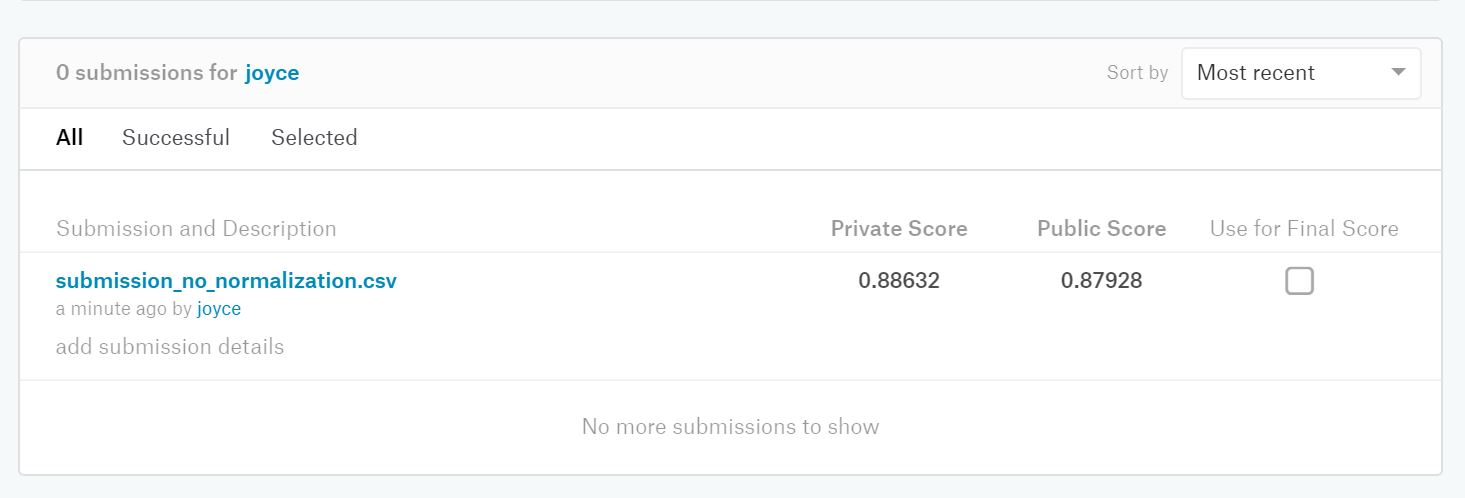 0 submissions for joyce
Sort by Most recent
All Successful Selected
Submission and Description Private Score Public Score Use for Final Score
submission_no_normalization.csv 0.88632 0.87928
a minute ago by joyce
add submission details
No more submissions to show